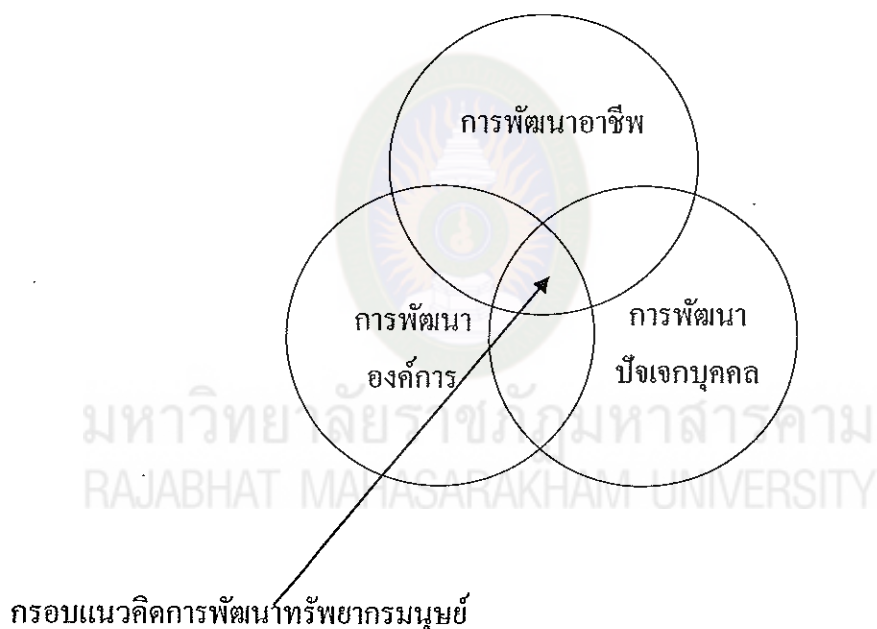 การพัฒนาอาชีพ
การพัฒนา
องค์การ
การพัฒนา
ปัจเจกบุคคล
มหาวิทยาลัยราชภัฏมหาสารคาม
RAJABHAT MAHASARAKHAM UNIVERSITY
กรอบแนวคิดการพัฒนาทรัพยากรมนุษย์